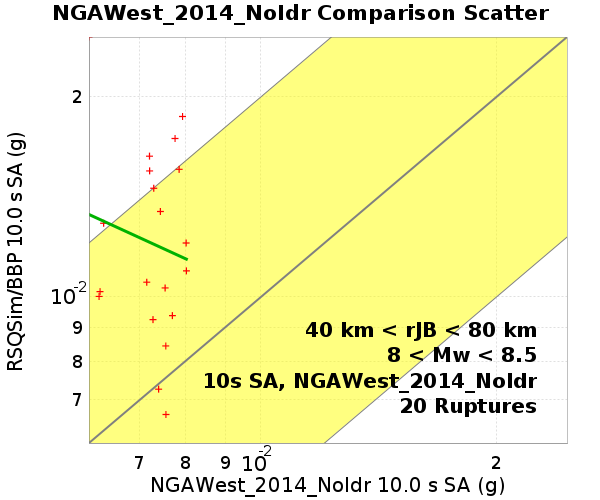 NGAWest_2014_NoIdr Comparison Scatter
RSQSim/BBP 10.0 s SA (g)
2
10-2
9
8
7
40 km < rJB < 80 km
8 < Mw < 8.5
10s SA, NGAWest_2014_NoIdr
20 Ruptures
7 8 9 10-2 2
NGAWest_2014_NoIdr 10.0 s SA (g)